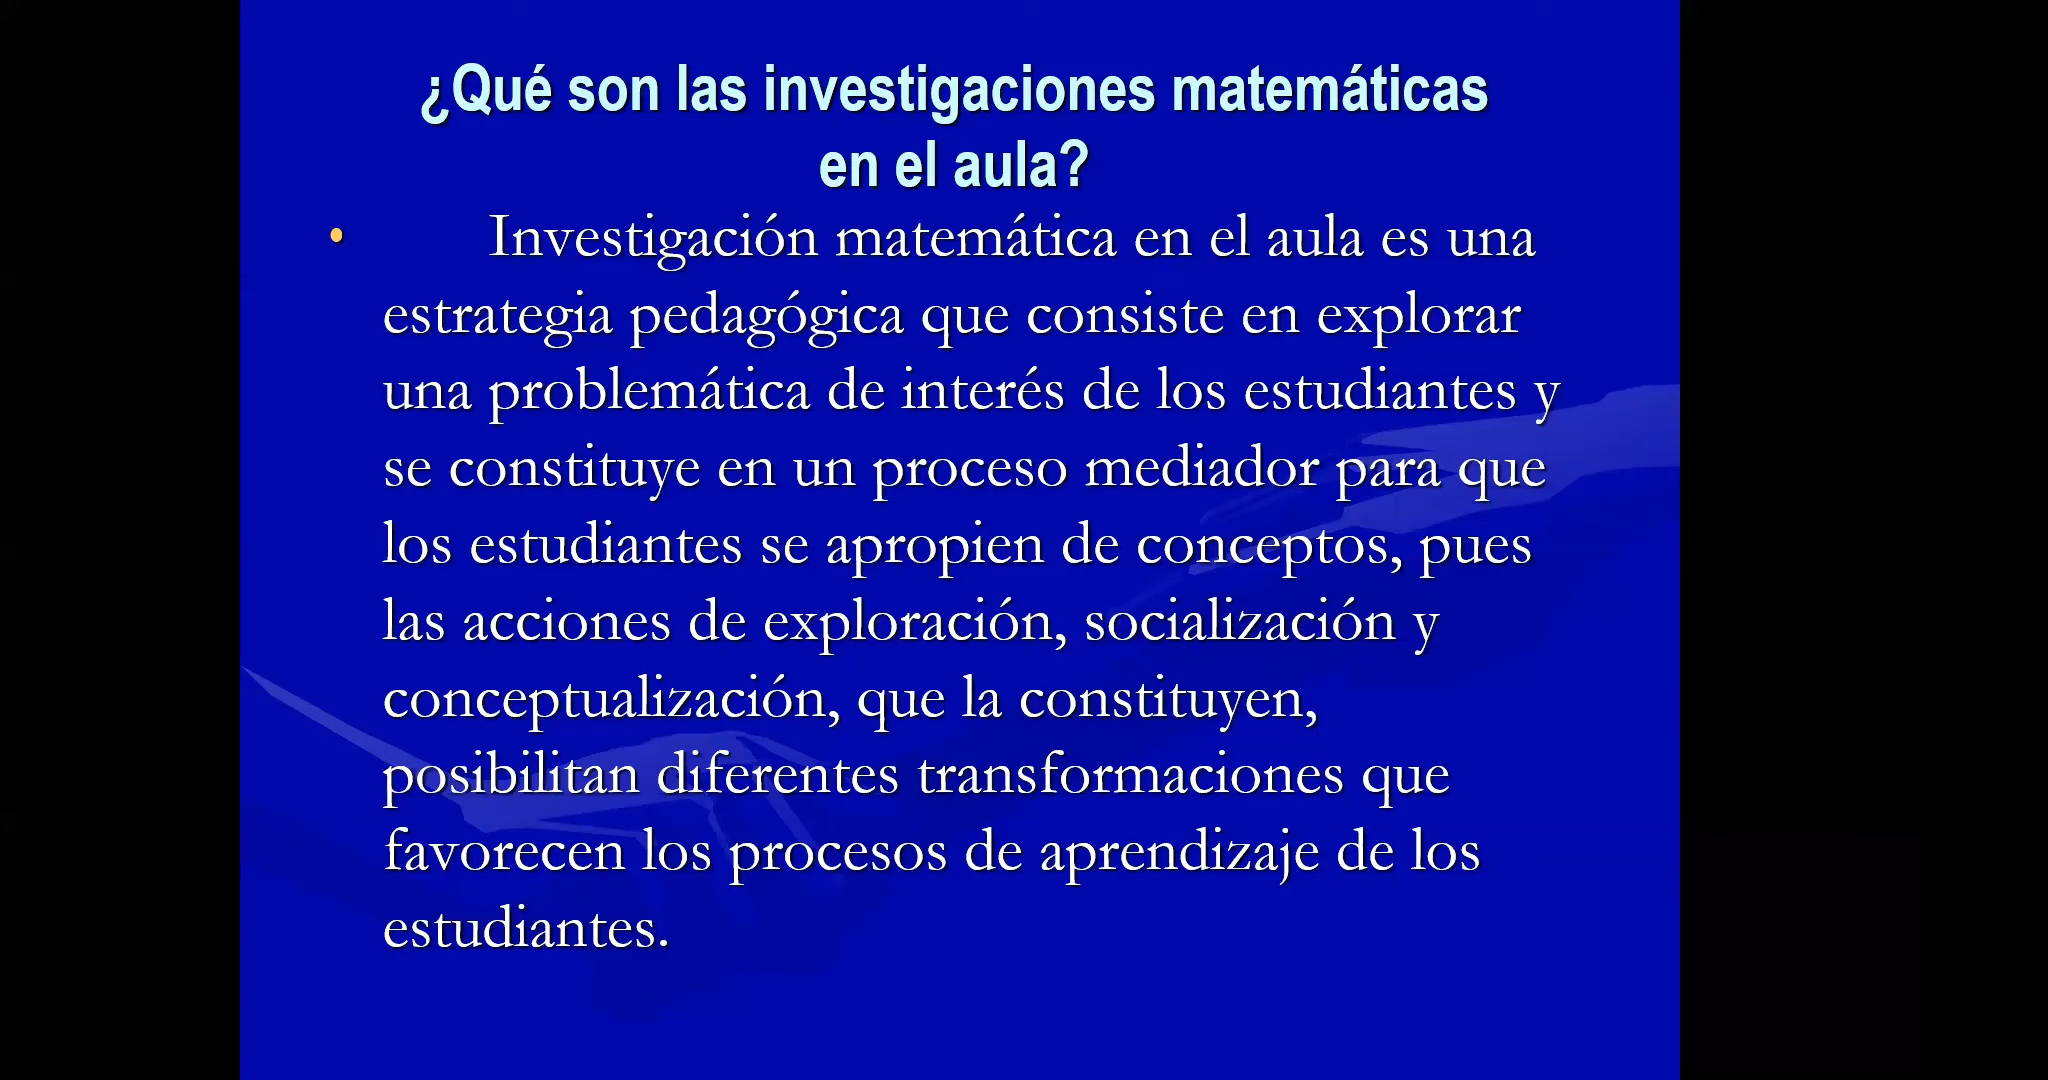 ¿Qué son las investigaciones matemáticas
en el aula?
• Investigación matemática en el aula es una
estrategia pedagógica que consiste en explorar
una problemática de interés de los estudiantes y
se constituye en un proceso mediador para que
los estudiantes se apropien de conceptos, pues
las acciones de exploración, socialización y
conceptualización, que la constituyen,
posibilitan diferentes transformaciones que
favorecen los procesos de aprendizaje de los
estudiantes.